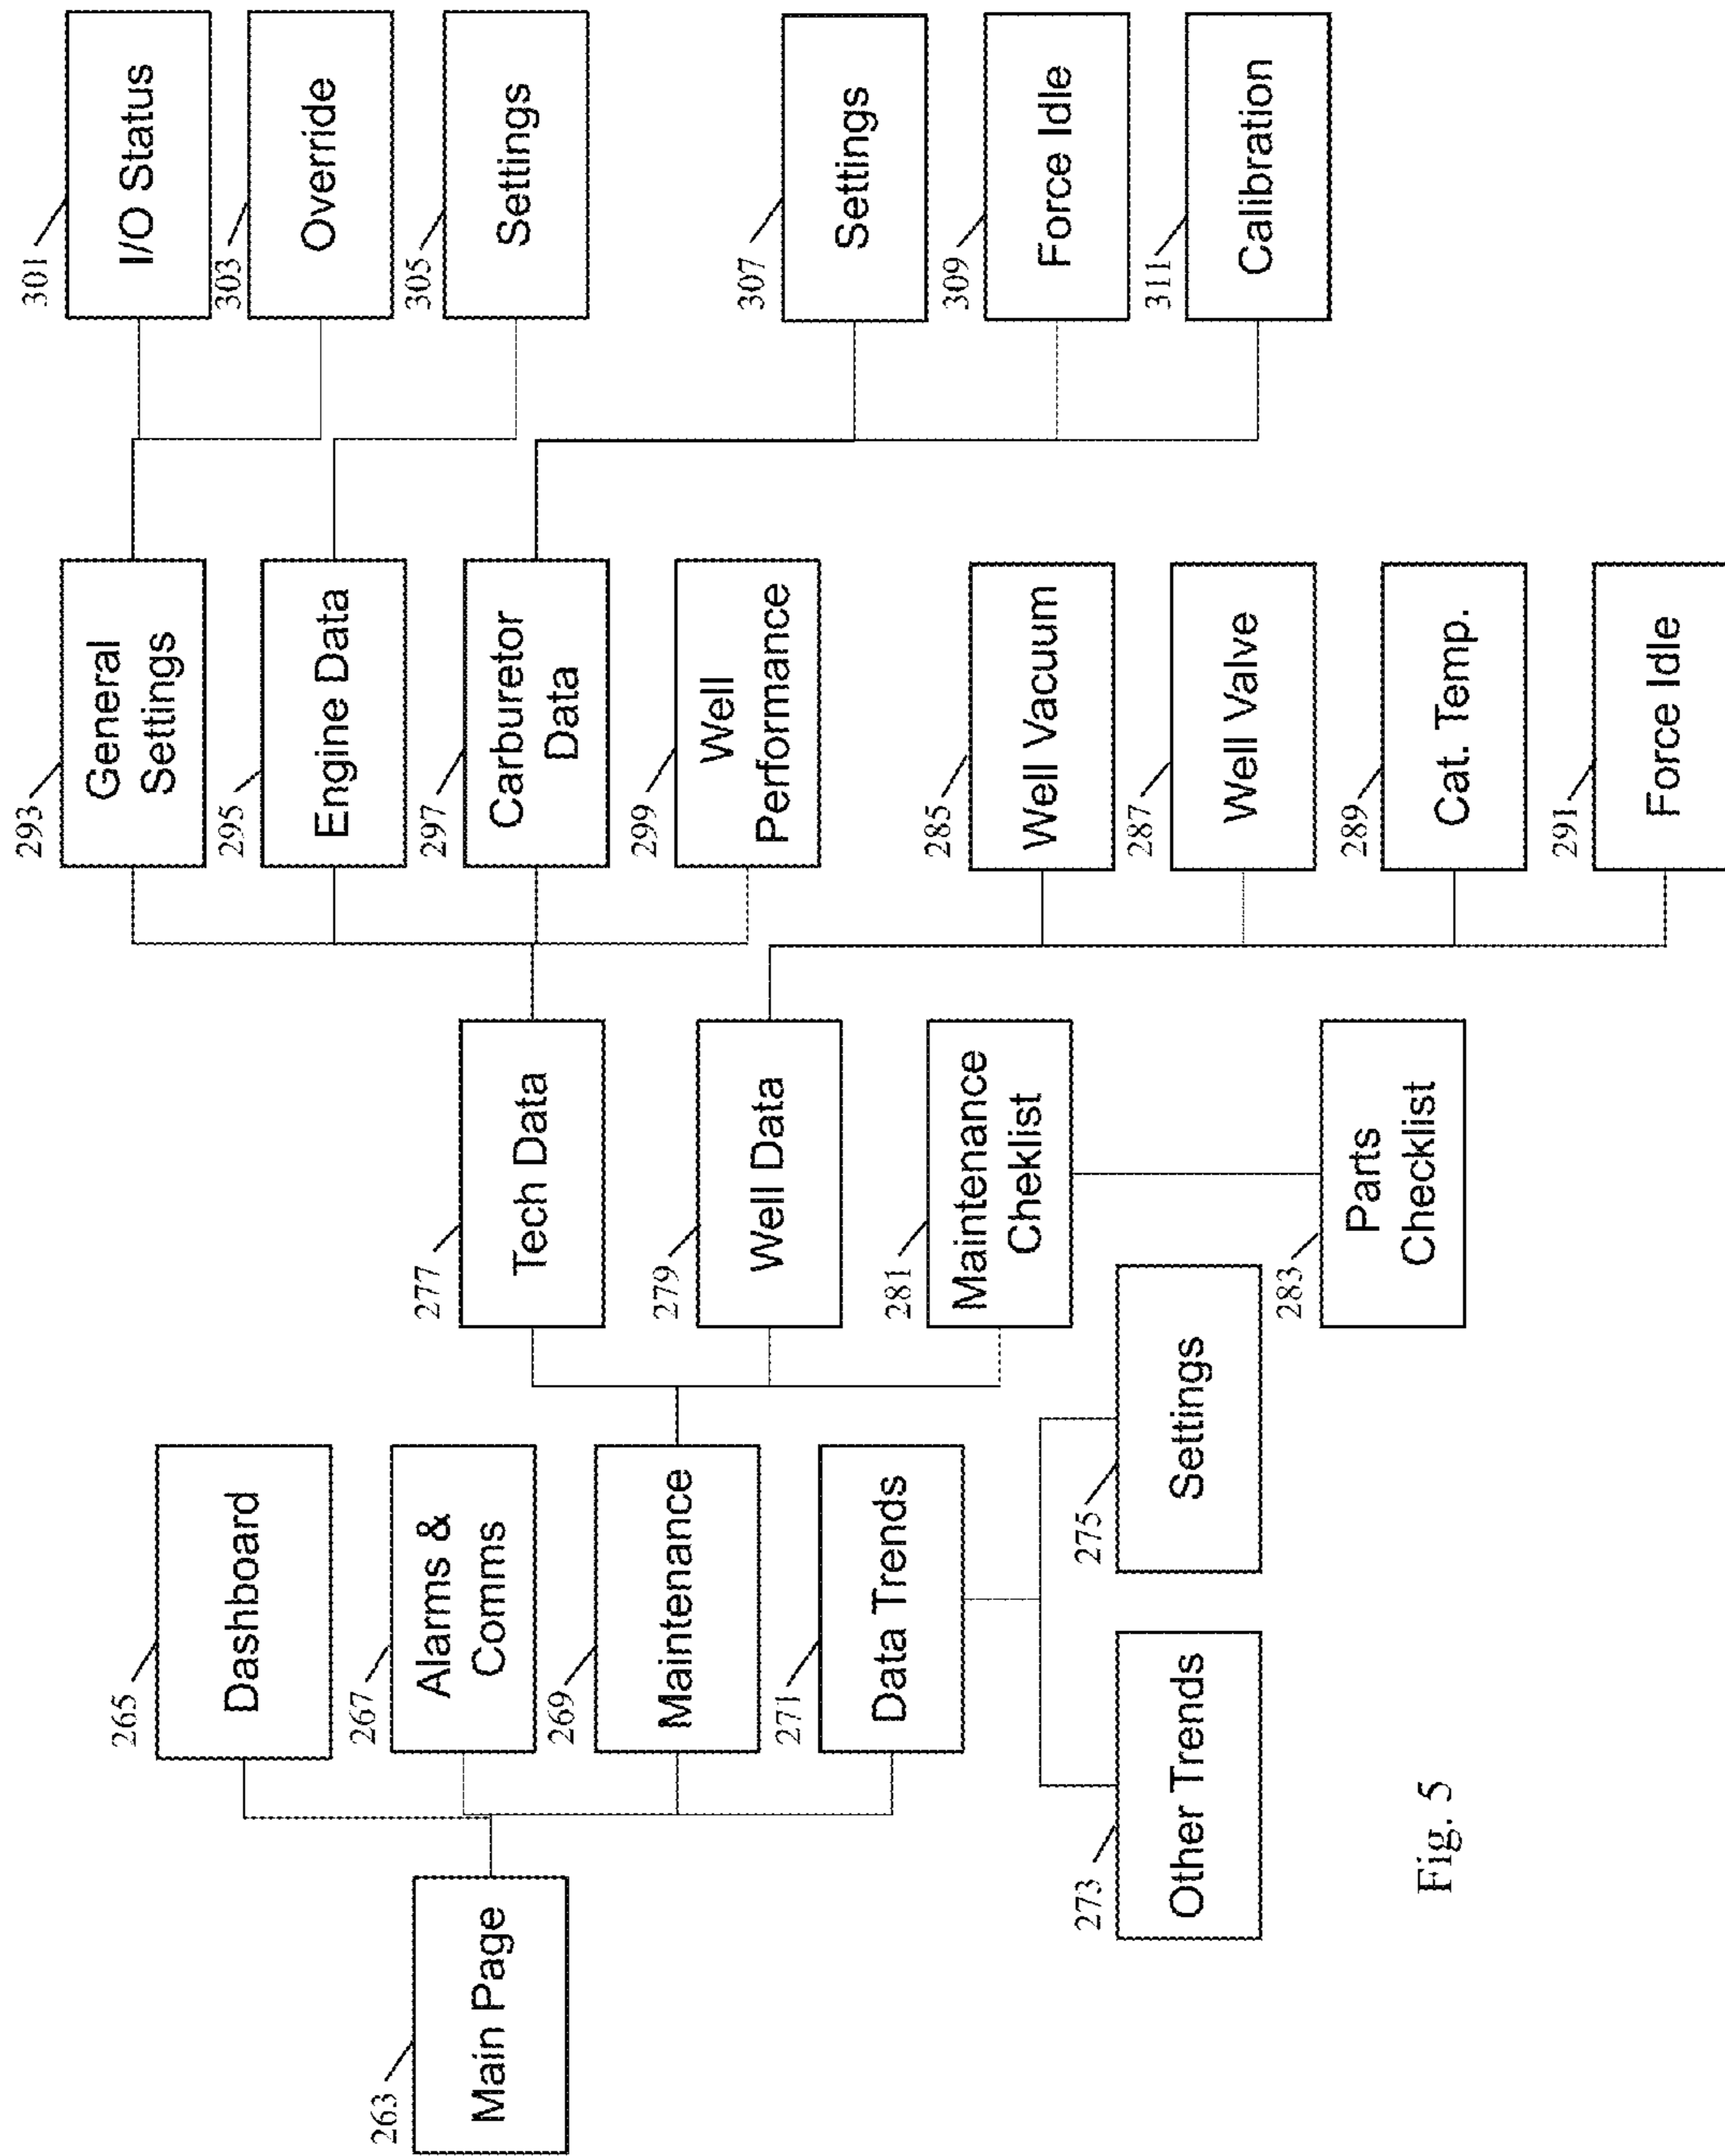 263
Main Page
265
Dashboard
267
Alarms &
Comms
269
Maintenance
271
Data Trends
273
Other Trends
275
Settings
277
Tech Data
279
Well Data
281
Maintenance
Cheklist
283
Parts
Checklist
293
General
Settings
295
Engine Data
297
Carburetor
Data
299
Well
Performance
285
Well Vacuum
287
Well Valve
289
Cat. Temp.
291
Force Idle
301
I/O Status
303
Override
305
Settings
307
Settings
309
Force Idle
311
Calibration
Fig. 5